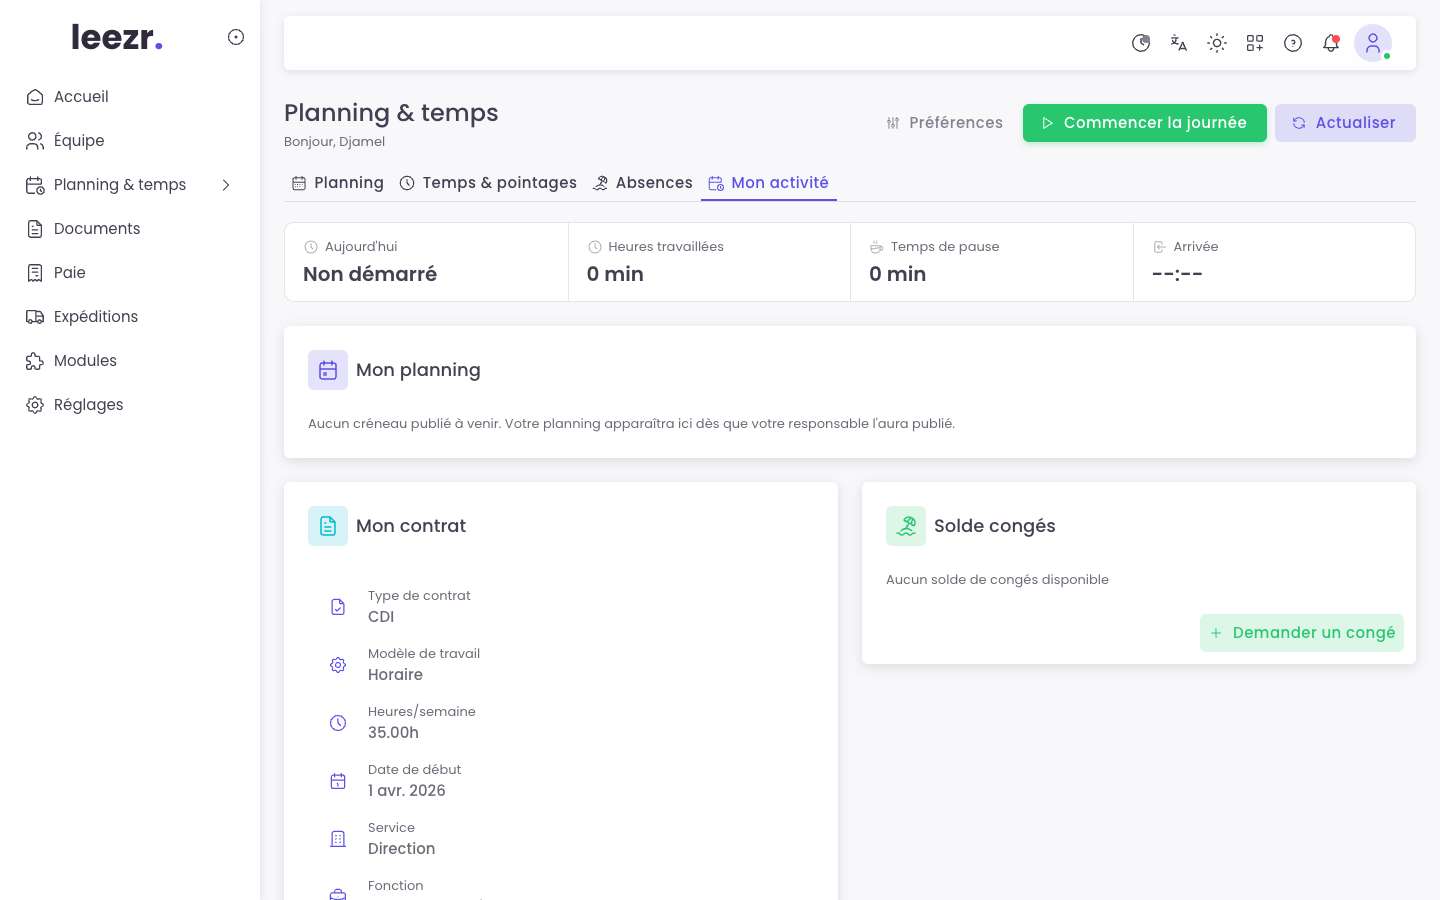 leezr.
Accueil
Équipe
Planning & temps
Documents
Paie
Expéditions
Modules
Réglages
Planning & temps
Bonjour, Djamel
Préférences
Commencer la journée
Actualiser
Planning
Temps & pointages
Absences
Mon activité
Aujourd'hui
Non démarré
Heures travaillées
0 min
Temps de pause
0 min
Arrivée
--:--
Mon planning
Aucun créneau publié à venir. Votre planning apparaîtra ici dès que votre responsable l'aura publié.
Mon contrat
Type de contrat
CDI
Modèle de travail
Horaire
Heures/semaine
35.00h
Date de début
1 avr. 2026
Service
Direction
Fonction
Solde congés
Aucun solde de congés disponible
Demander un congé